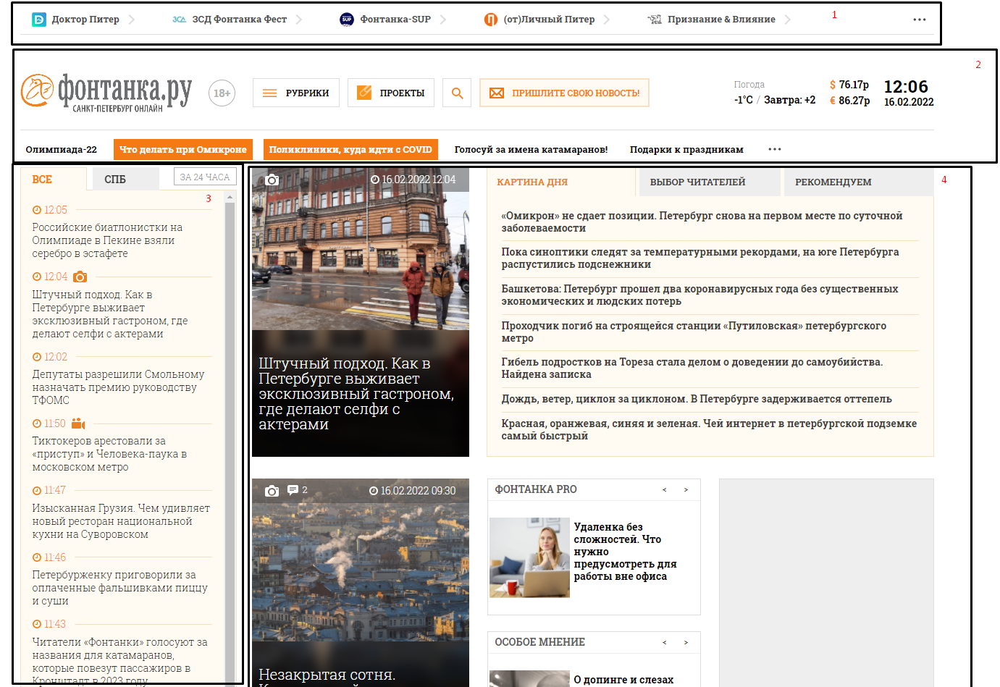 Доктор Питер
ЗСД Фонтанка Фест
Фонтанка-SUP
(от)Личный Питер
Признание & Влияние
1
...
2
фонтанка.ру
САНКТ-ПЕТЕРБУРГ ОНЛАЙН
18+
РУБРИКИ
ПРОЕКТЫ
ПРИШЛИТЕ СВОЮ НОВОСТЬ!
Погода
-1°C / Завтра: +2
$ 76.17р
€ 86.27р
12:06
16.02.2022
Олимпиада-22
Что делать при Омикроне
Поликлиники, куда идти с COVID
Голосуй за имена катамаранов!
Подарки к праздникам
...
ВСЕ
СПБ
ЗА 24 ЧАСА
3
12:05
Российские биатлонистки на
Олимпиаде в Пекине взяли
серебро в эстафете
12:04
Штучный подход. Как в
Петербурге выживает
эксклюзивный гастроном, где
делают селфи с актерами
12:02
Депутаты разрешили Смольному
назначать премию руководству
ТФОМС
11:50
Тиктокеров арестовали за
«приступ» и Человека-паука в
московском метро
11:47
Изысканная Грузия. Чем удивляет
новый ресторан национальной
кухни на Суворовском
11:46
Петербурженку приговорили за
оплаченные фальшивками пиццу
и суши
11:43
Читатели «Фонтанки» голосуют за
названия для катамаранов,
которые повезут пассажиров в
Кронштадт в 2023 году
16.02.2022 12:04
Штучный подход. Как в
Петербурге выживает
эксклюзивный гастроном,
где делают селфи с
актерами
КАРТИНА ДНЯ
ВЫБОР ЧИТАТЕЛЕЙ
РЕКОМЕНДУЕМ
4
«Омикрон» не сдает позиции. Петербург снова на первом месте по суточной
заболеваемости
Пока синоптики следят за температурными рекордами, на юге Петербурга
распустились подснежники
Башкетова: Петербург прошел два коронавирусных года без существенных
экономических и людских потерь
Проходчик погиб на строящейся станции «Путиловская» петербургского
метро
Гибель подростков на Тореза стала делом о доведении до самоубийства.
Найдена записка
Дождь, ветер, циклон за циклоном. В Петербурге задерживается оттепель
Красная, оранжевая, синяя и зеленая. Чей интернет в петербургской подземке
самый быстрый
2
16.02.2022 09:30
Незакрытая сотня.
ФОНТАНКА PRO
< >
Удаленка без
сложностей. Что
нужно
предусмотреть для
работы вне офиса
ОСОБОЕ МНЕНИЕ
< >
О допинге и слезах